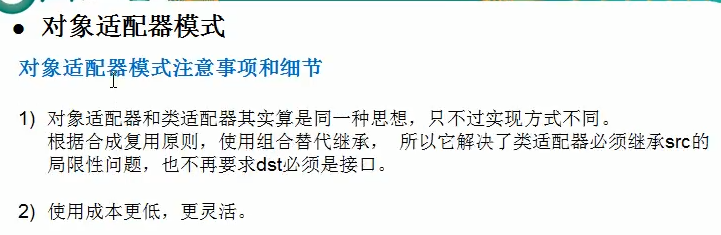 ● 对象适配器模式
对象适配器模式注意事项和细节
1) 对象适配器和类适配器其实算是同一种思想，只不过实现方式不同。
根据合成复用原则，使用组合替代继承， 所以它解决了类适配器必须继承src的
局限性问题，也不再要求dst必须是接口。
2) 使用成本更低，更灵活。